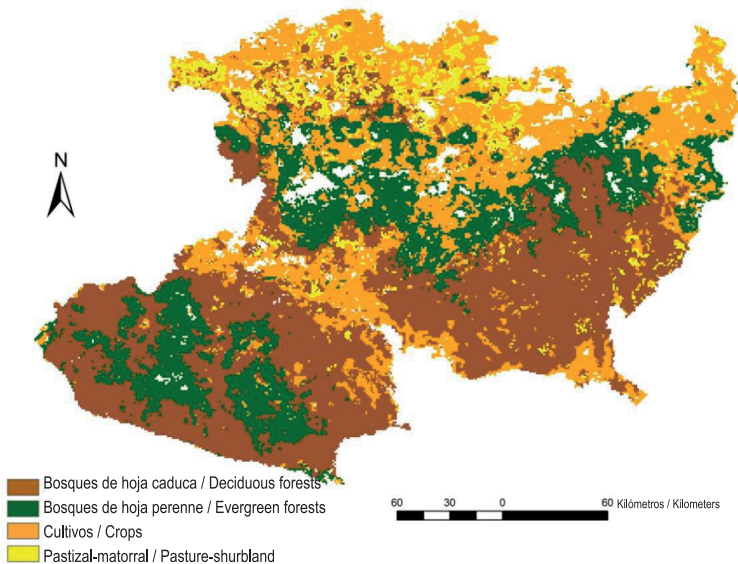 N
Bosques de hoja caduca / Deciduous forests
Bosques de hoja perenne / Evergreen forests
Cultivos / Crops
Pastizal-matorral / Pasture-shurbland
60 30 0 60 Kilómetros / Kilometers